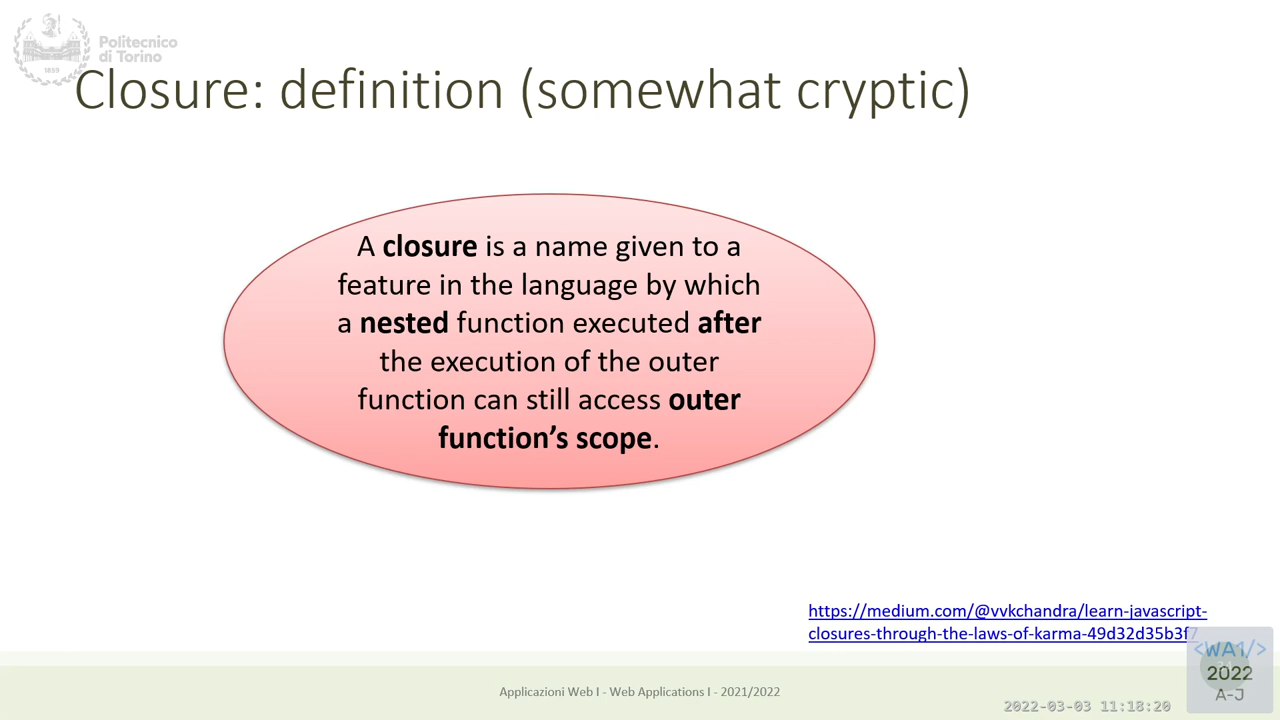 Politecnico
di Torino
1859
Closure: definition (somewhat cryptic)
A closure is a name given to a
feature in the language by which
a nested function executed after
the execution of the outer
function can still access outer
function's scope.
https://medium.com/@vvkchandra/learn-javascript-
closures-through-the-laws-of-karma-49d32d35b3f7
<WA1/>
2022
A-J
Applicazioni Web I - Web Applications I - 2021/2022
2022-03-03 11:18:20